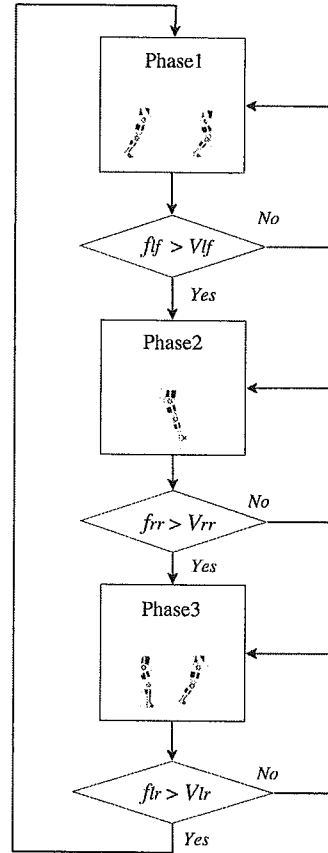 Phase1
flf > Vlf
No
Yes
Phase2
frr > Vrr
No
Yes
Phase3
flr > Vlr
No
Yes